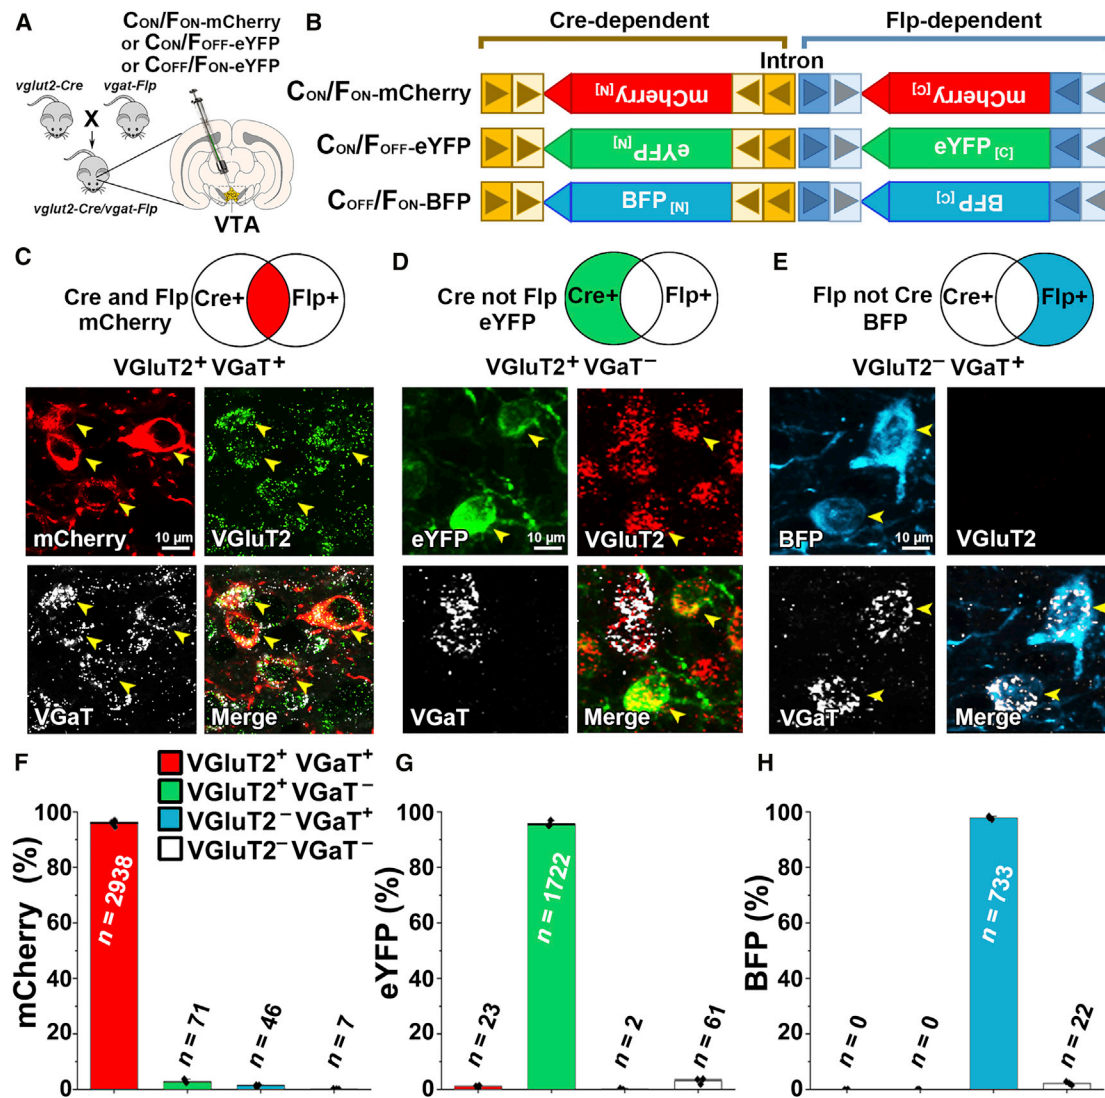 A
CON/FON-mCherry
or CON/FOFF-eYFP
or COFF/FON-eYFP
vglut2-Cre
vgat-Flp
X
vglut2-Cre/vgat-Flp
VTA
B
Cre-dependent
Flp-dependent
Intron
CON/FON-mCherry
mCherry[N]
mCherry[C]
CON/FOFF-eYFP
eYFP[N]
eYFP [C]
COFF/FON-BFP
BFP [N]
BFP[C]
C
Cre and Flp
mCherry
Cre+
Flp+
VGluT2+ VGaT+
mCherry
10 µm
VGluT2
VGaT
Merge
D
Cre not Flp
eYFP
Cre+
Flp+
VGluT2+ VGaT−
eYFP
10 µm
VGluT2
VGaT
Merge
E
Flp not Cre
BFP
Cre+
Flp+
VGluT2− VGaT+
BFP
10 µm
VGluT2
VGaT
Merge
F
VGluT2+ VGaT+
VGluT2+ VGaT−
VGluT2− VGaT+
VGluT2− VGaT−
mCherry (%)
100
80
60
40
20
0
n = 2938
n = 71
n = 46
n = 7
G
eYFP (%)
100
80
60
40
20
0
n = 23
n = 1722
n = 2
n = 61
H
BFP (%)
100
80
60
40
20
0
n = 0
n = 0
n = 733
n = 22